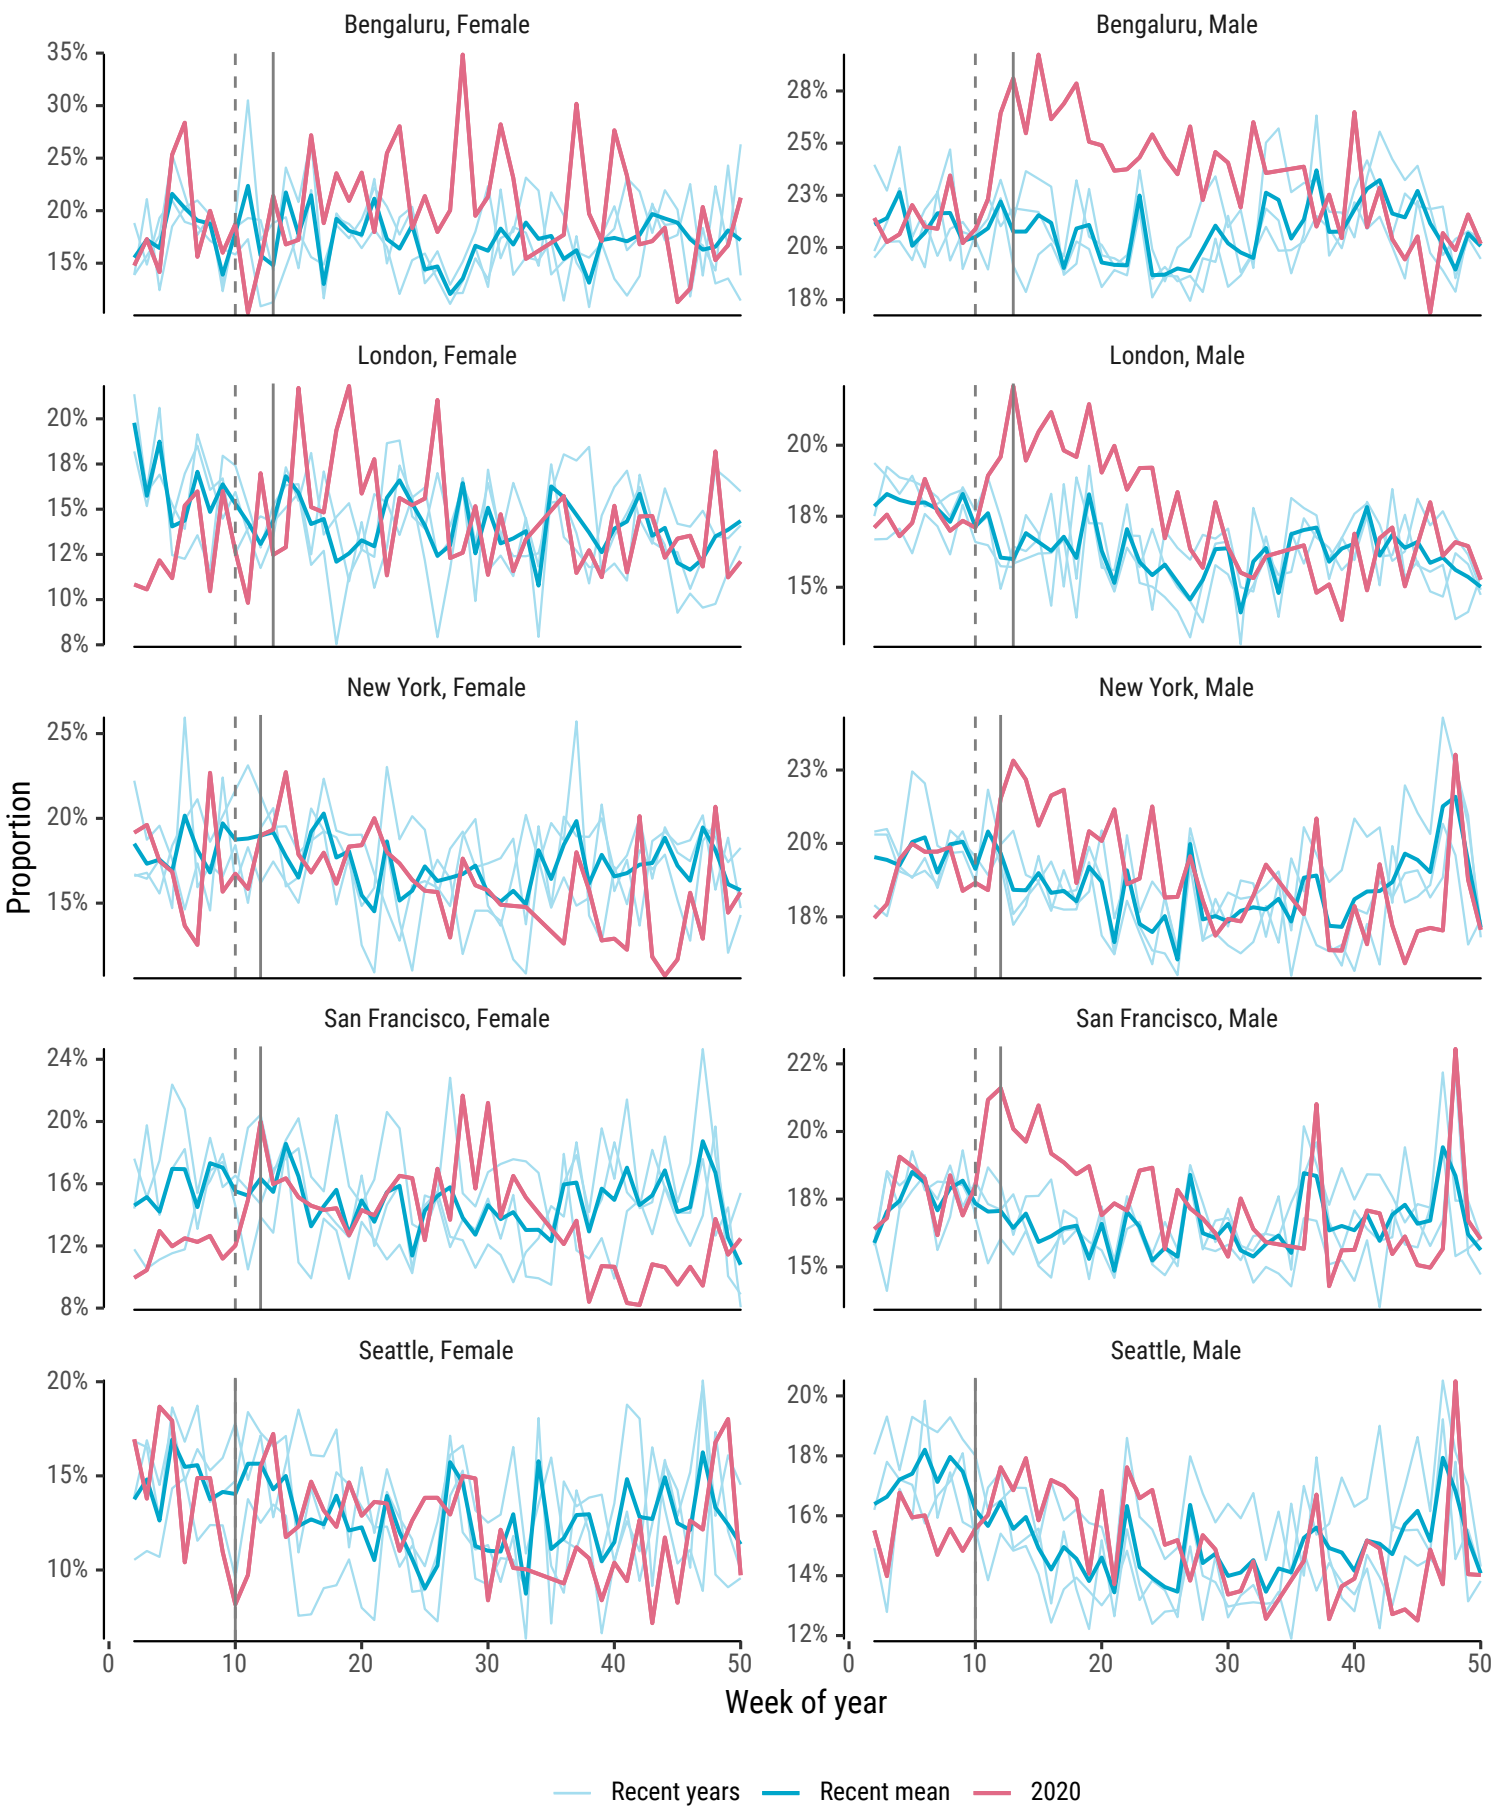 Bengaluru, Female
Bengaluru, Male
35%
30%
25%
20%
15%
28%
25%
23%
20%
18%
London, Female
London, Male
20%
18%
15%
12%
10%
8%
20%
18%
15%
New York, Female
New York, Male
25%
20%
15%
23%
20%
18%
Proportion
San Francisco, Female
San Francisco, Male
24%
20%
16%
12%
8%
22%
20%
18%
15%
Seattle, Female
Seattle, Male
20%
15%
10%
20%
18%
16%
14%
12%
0 10 20 30 40 50
0 10 20 30 40 50
Week of year
Recent years Recent mean 2020